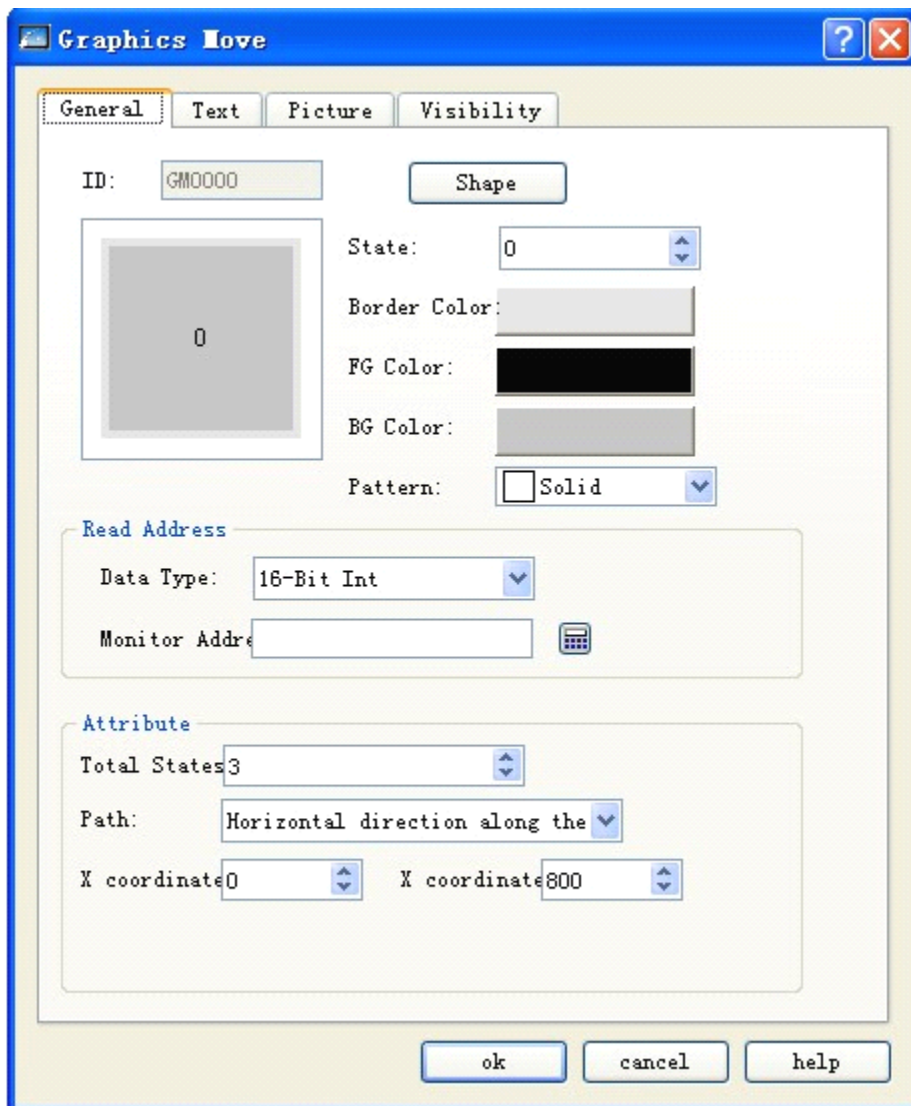 Graphics Move
General Text Picture Visibility
ID: GM0000 Shape
State: 0
0
Border Color:
FG Color:
BG Color:
Pattern: Solid
Read Address
Data Type: 16-Bit Int
Monitor Addre
Attribute
Total States 3
Path: Horizontal direction along the
X coordinate 0 X coordinate 800
ok cancel help